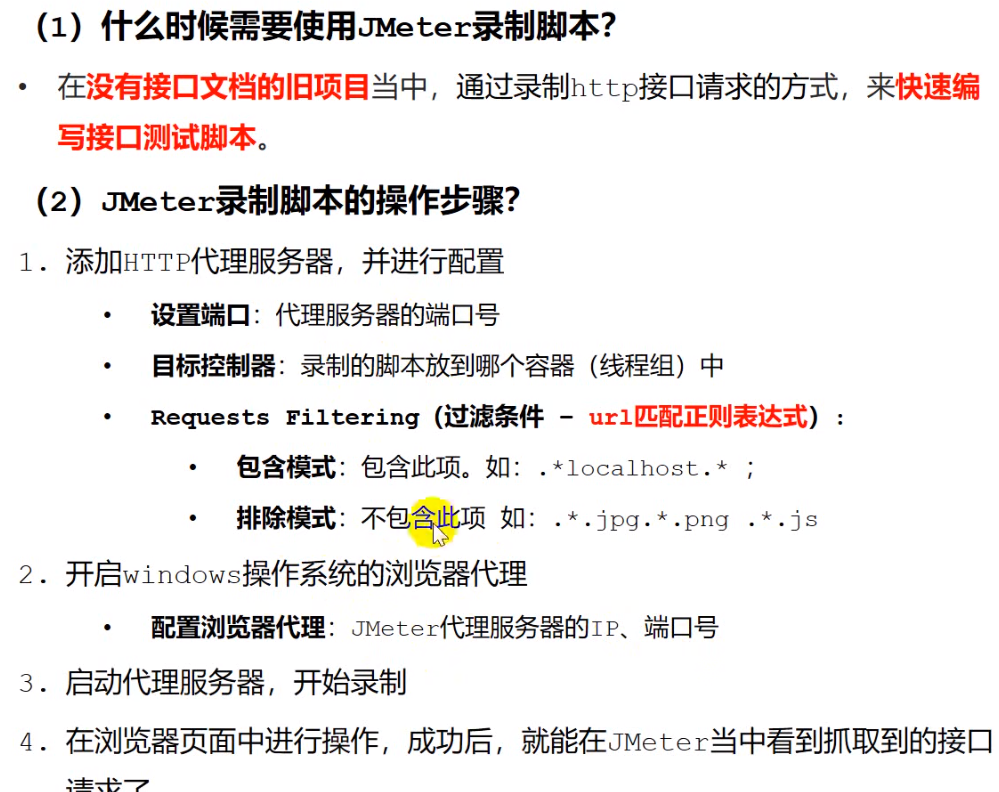 （1）什么时候需要使用JMeter录制脚本？
• 在没有接口文档的旧项目当中，通过录制http接口请求的方式，来快速编
写接口测试脚本。
（2）JMeter录制脚本的操作步骤？
1. 添加HTTP代理服务器，并进行配置
• 设置端口：代理服务器的端口号
• 目标控制器：录制的脚本放到哪个容器（线程组）中
• Requests Filtering（过滤条件 – url匹配正则表达式）:
• 包含模式：包含此项。如：.*localhost.* ；
• 排除模式：不包含此项 如：.*.jpg.*.png .*.js
2. 开启windows操作系统的浏览器代理
• 配置浏览器代理：JMeter代理服务器的IP、端口号
3. 启动代理服务器，开始录制
4. 在浏览器页面中进行操作，成功后，就能在JMeter当中看到抓取到的接口
请求了